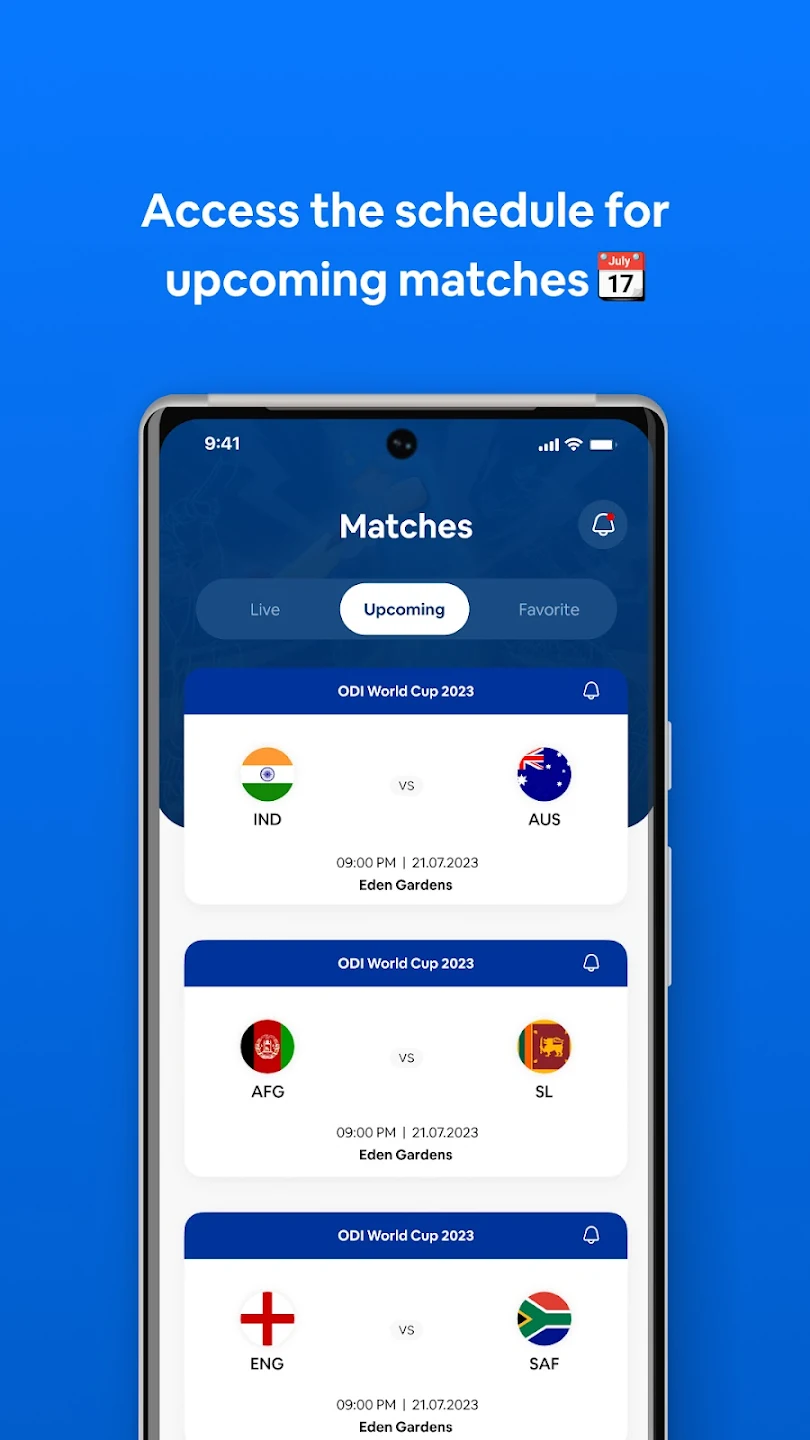 Access the schedule for
upcoming matches
July
17
9:41
Matches
Live Upcoming Favorite
ODI World Cup 2023
VS
IND AUS
09:00 PM | 21.07.2023
Eden Gardens
ODI World Cup 2023
VS
AFG SL
09:00 PM | 21.07.2023
Eden Gardens
ODI World Cup 2023
VS
ENG SAF
09:00 PM | 21.07.2023
Eden Gardens